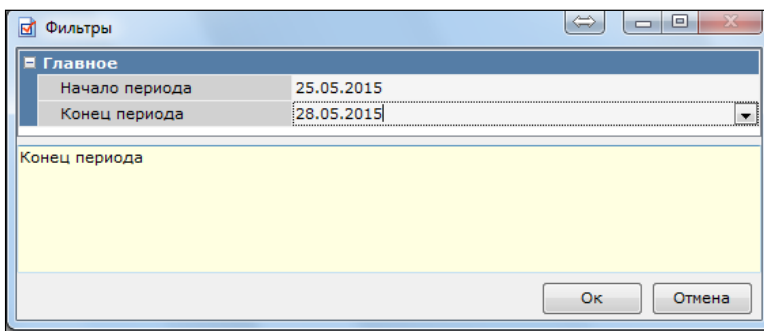 Фильтры
Главное
Начало периода 25.05.2015
Конец периода 28.05.2015
Конец периода
Ок Отмена